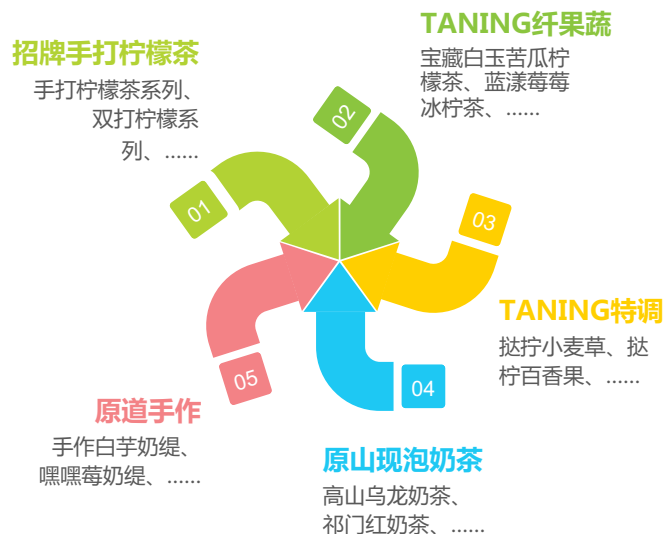 招牌手打柠檬茶
手打柠檬茶系列、
双打柠檬系
列、......
01
TANING纤果蔬
宝藏白玉苦瓜柠
檬茶、蓝漾莓莓
冰柠茶、......
02
03
TANING特调
挞拧小麦草、挞
柠百香果、......
04
原山现泡奶茶
高山乌龙奶茶、
祁门红奶茶、......
05
原道手作
手作白芋奶缇、
嘿嘿莓奶缇、......